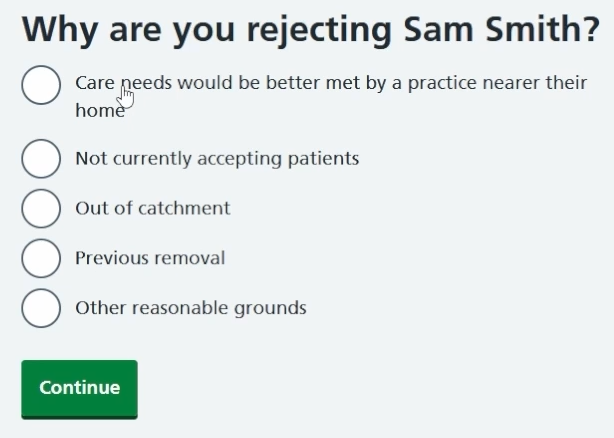 Why are you rejecting Sam Smith?
Care needs would be better met by a practice nearer their
home
Not currently accepting patients
Out of catchment
Previous removal
Other reasonable grounds
Continue